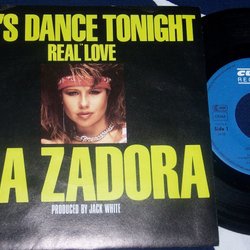 'S DANCE TONIGHT
REAL LOVE
A ZADORA
PRODUCED BY JACK WHITE
Side 1